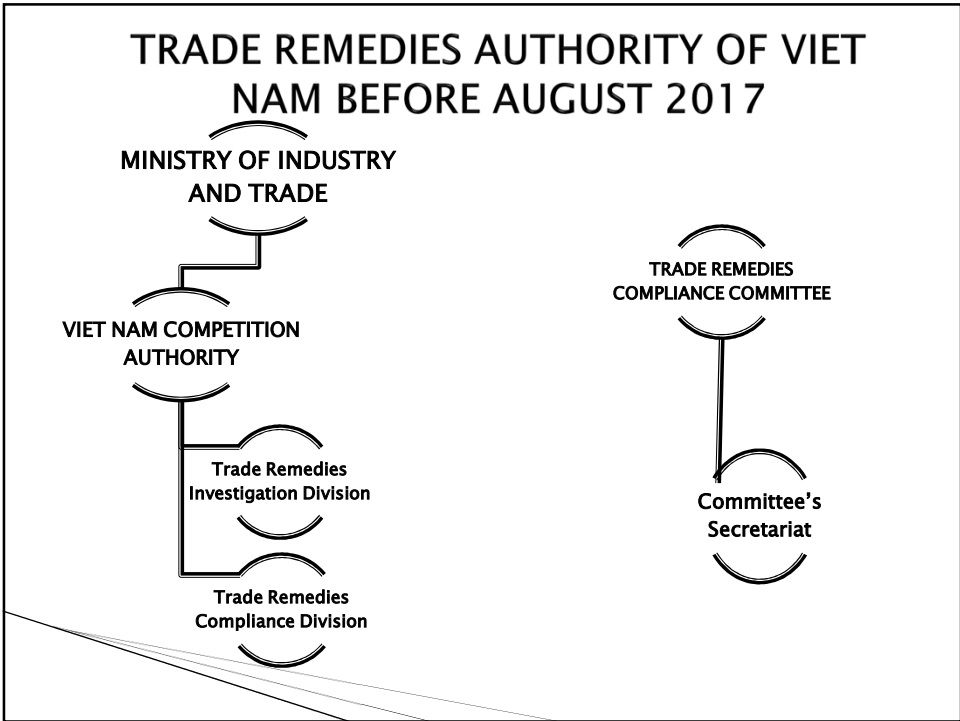 TRADE REMEDIES AUTHORITY OF VIET
NAM BEFORE AUGUST 2017
MINISTRY OF INDUSTRY
AND TRADE
VIET NAM COMPETITION
AUTHORITY
Trade Remedies
Investigation Division
Trade Remedies
Compliance Division
TRADE REMEDIES
COMPLIANCE COMMITTEE
Committee’s
Secretariat